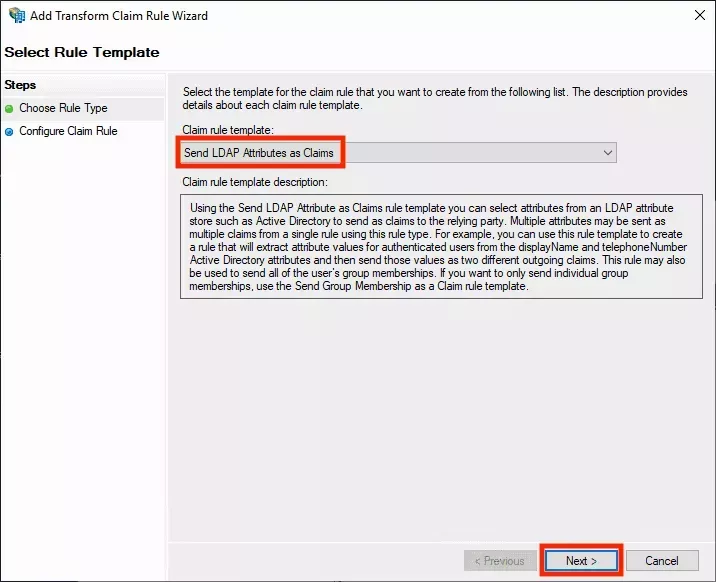 Add Transform Claim Rule Wizard
Select Rule Template
Steps
Choose Rule Type
Configure Claim Rule
Select the template for the claim rule that you want to create from the following list. The description provides
details about each claim rule template.
Claim rule template:
Send LDAP Attributes as Claims
Claim rule template description:
Using the Send LDAP Attribute as Claims rule template you can select attributes from an LDAP attribute
store such as Active Directory to send as claims to the relying party. Multiple attributes may be sent as
multiple claims from a single rule using this rule type. For example, you can use this rule template to create
a rule that will extract attribute values for authenticated users from the displayName and telephoneNumber
Active Directory attributes and then send those values as two different outgoing claims. This rule may also
be used to send all of the user's group memberships. If you want to only send individual group
memberships, use the Send Group Membership as a Claim rule template.
< Previous
Next >
Cancel